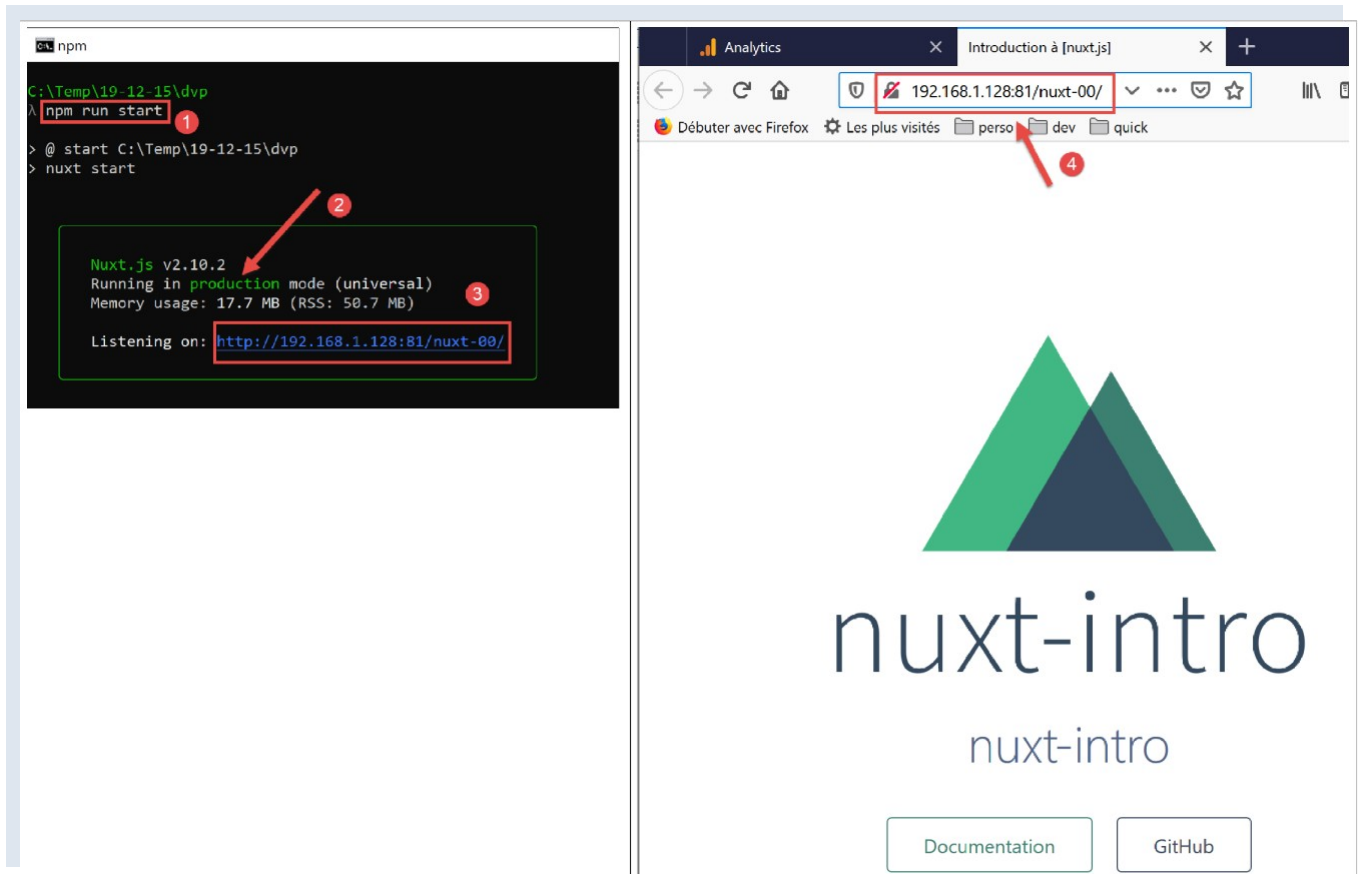 npm
C:\Temp\19-12-15\dvp
λ npm run start
1
> @ start C:\Temp\19-12-15\dvp
> nuxt start
2
Nuxt.js v2.10.2
Running in production mode (universal)
Memory usage: 17.7 MB (RSS: 50.7 MB)
3
Listening on: http://192.168.1.128:81/nuxt-00/
Analytics
Introduction à [nuxt.js]
192.168.1.128:81/nuxt-00/
Débuter avec Firefox Les plus visités perso dev quick
4
nuxt-intro
nuxt-intro
Documentation GitHub